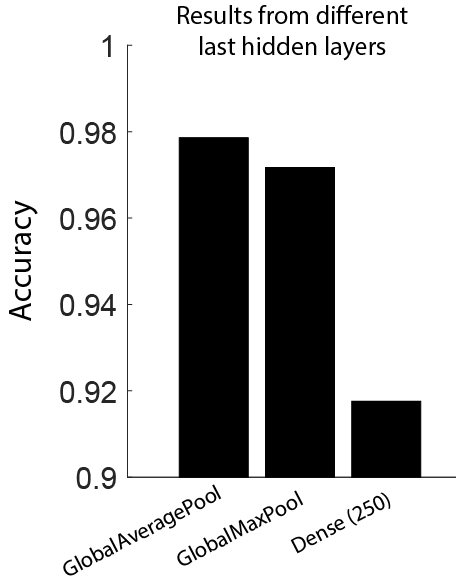 Results from different
last hidden layers
1
0.98
0.96
0.94
0.92
0.9
Accuracy
GlobalAveragePool
GlobalMaxPool
Dense (250)